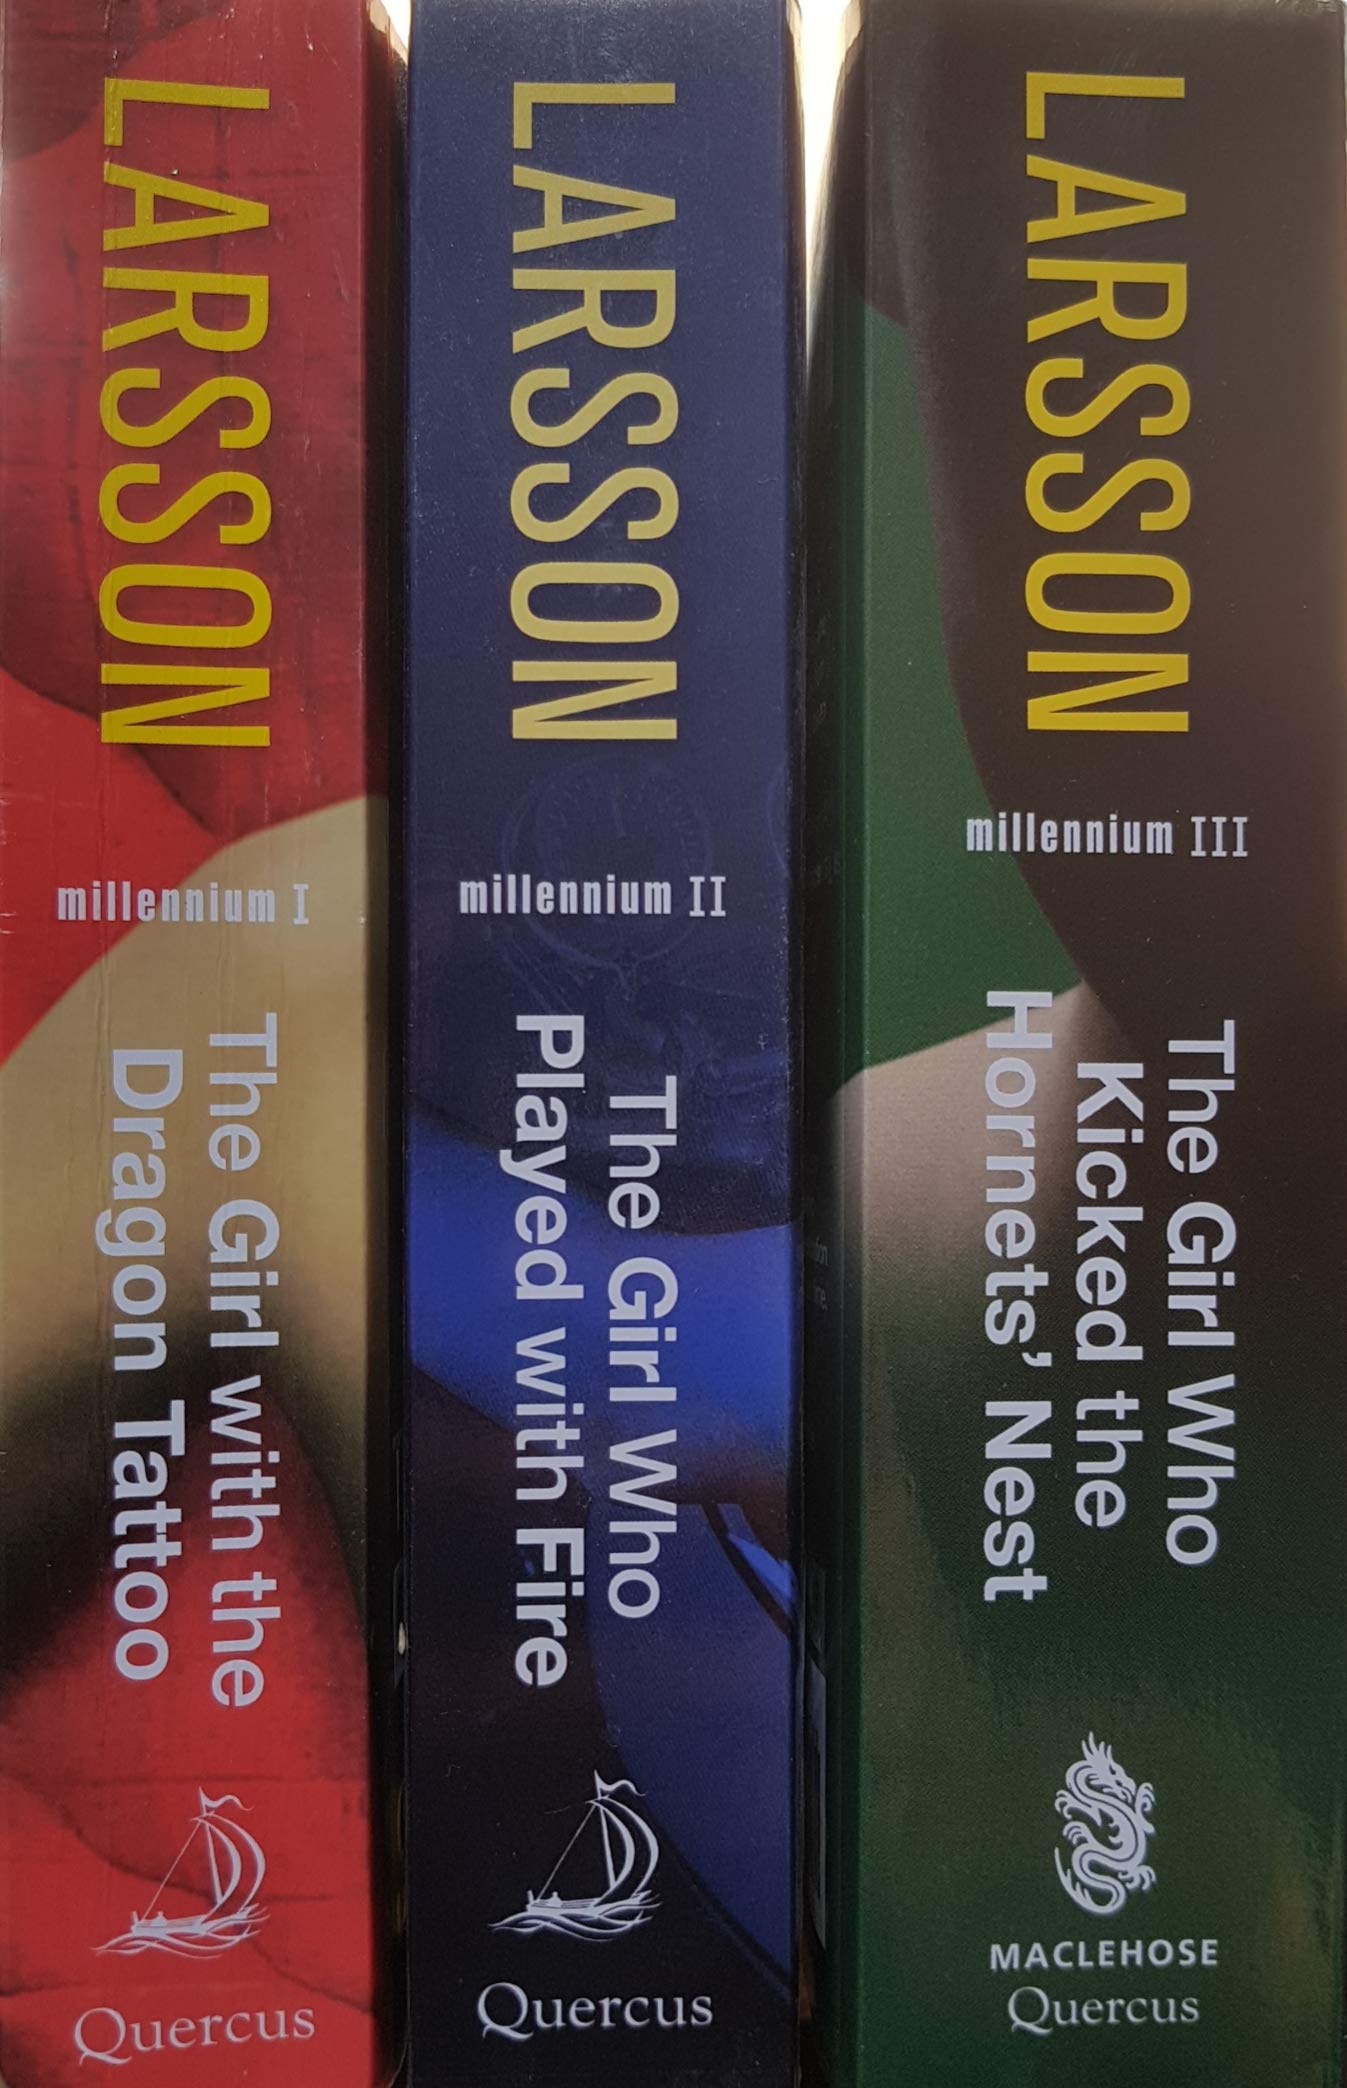 LARSSON
millennium I
The Girl with the
Dragon Tattoo
Quercus
LARSSON
millennium II
The Girl Who
Played with Fire
Quercus
LARSSON
millennium III
The Girl Who
Kicked the
Hornets’ Nest
MACLEHOSE
Quercus